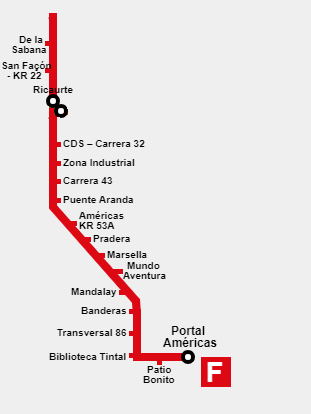 De la
Sabana
San Façon
- KR 22
Ricaurte
CDS – Carrera 32
Zona Industrial
Carrera 43
Puente Aranda
Américas
KR 53A
Pradera
Marsella
Mundo
Aventura
Mandalay
Banderas
Transversal 86
Biblioteca Tintal
Patio
Bonito
Portal
Américas
F